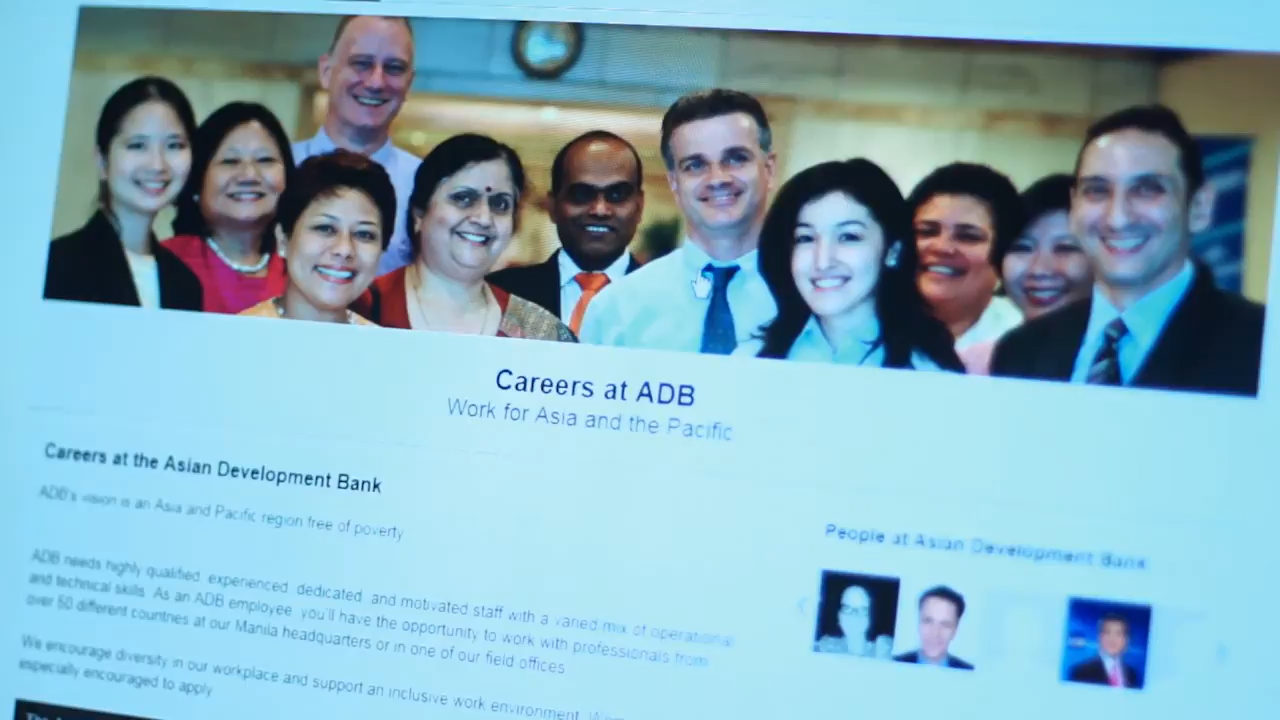 Careers at ADB
Work for Asia and the Pacific
Careers at the Asian Development Bank
ADB's vision is an Asia and Pacific region free of poverty
People at Asian Development Bank
ADB needs highly qualified, experienced, dedicated, and motivated staff with a varied mix of operational
and technical skills. As an ADB employee, you'll have the opportunity to work with professionals from
over 50 different countries at our Manila headquarters or in one of our field offices
We encourage diversity in our workplace and support an inclusive work environment.
especially encouraged to apply